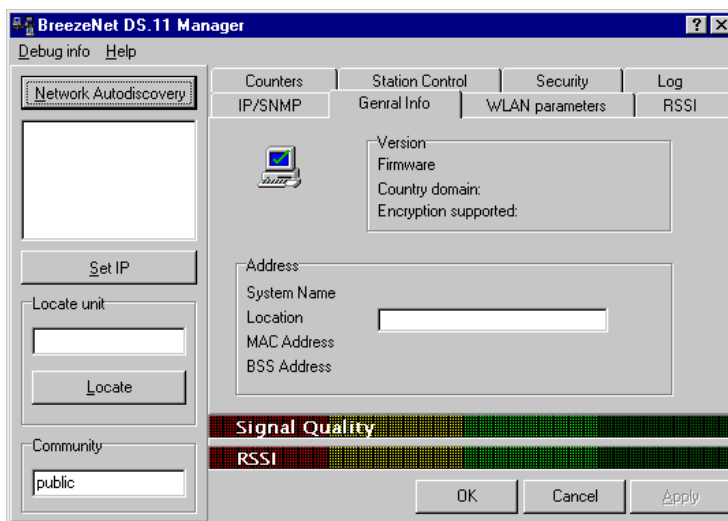 BreezeNet DS.11 Manager
Debug info Help
Network Autodiscovery
Set IP
Locate unit
Locate
Community
public
Counters Station Control Security Log
IP/SNMP Genral Info WLAN parameters RSSI
Version
Firmware
Country domain:
Encryption supported:
Address
System Name
Location
MAC Address
BSS Address
Signal Quality
RSSI
OK Cancel Apply